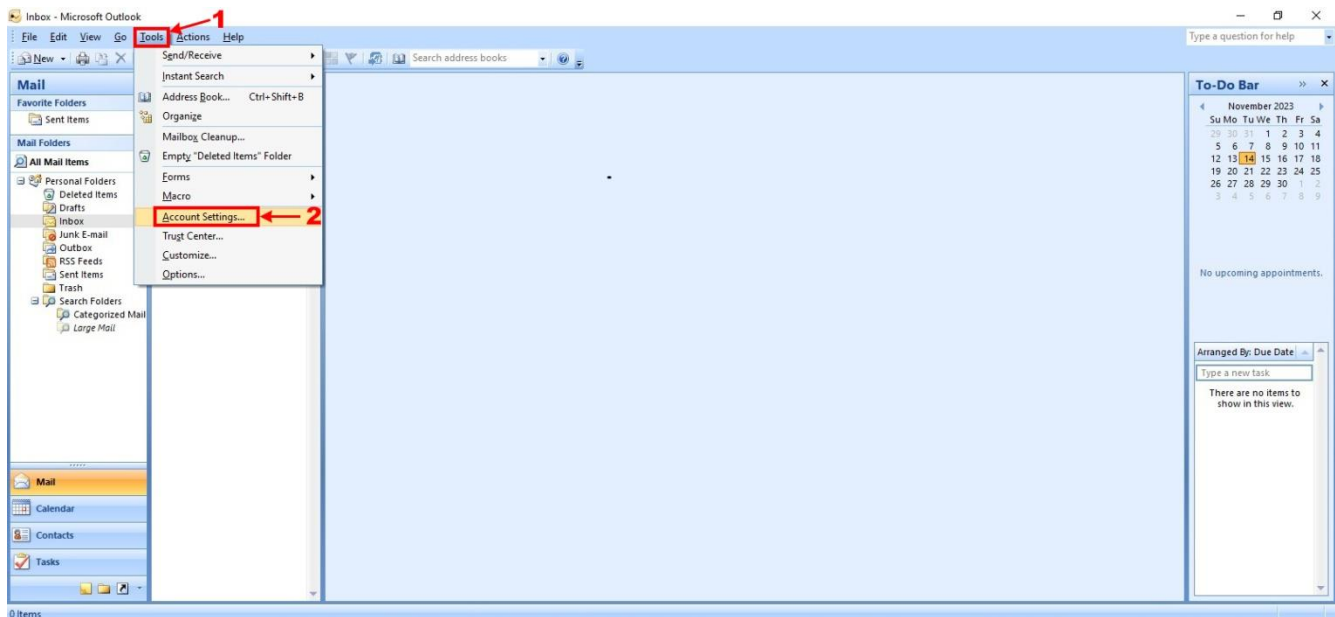 Inbox - Microsoft Outlook
1
File Edit View Go Tools Actions Help
Type a question for help
New
Search address books
Send/Receive
Instant Search
Address Book... Ctrl+Shift+B
Organize
Mailbox Cleanup...
Empty "Deleted Items" Folder
Forms
Macro
Account Settings...
2
Trust Center...
Customize...
Options...
Mail
Favorite Folders
Sent Items
Mail Folders
All Mail Items
Personal Folders
Deleted Items
Drafts
Inbox
Junk E-mail
Outbox
RSS Feeds
Sent Items
Trash
Search Folders
Categorized Mail
Large Mail
Mail
Calendar
Contacts
Tasks
0 Items
To-Do Bar
November 2023
Su Mo Tu We Th Fr Sa
29 30 31 1 2 3 4
5 6 7 8 9 10 11
12 13 14 15 16 17 18
19 20 21 22 23 24 25
26 27 28 29 30 1 2
3 4 5 6 7 8 9
No upcoming appointments.
Arranged By: Due Date
Type a new task
There are no items to
show in this view.